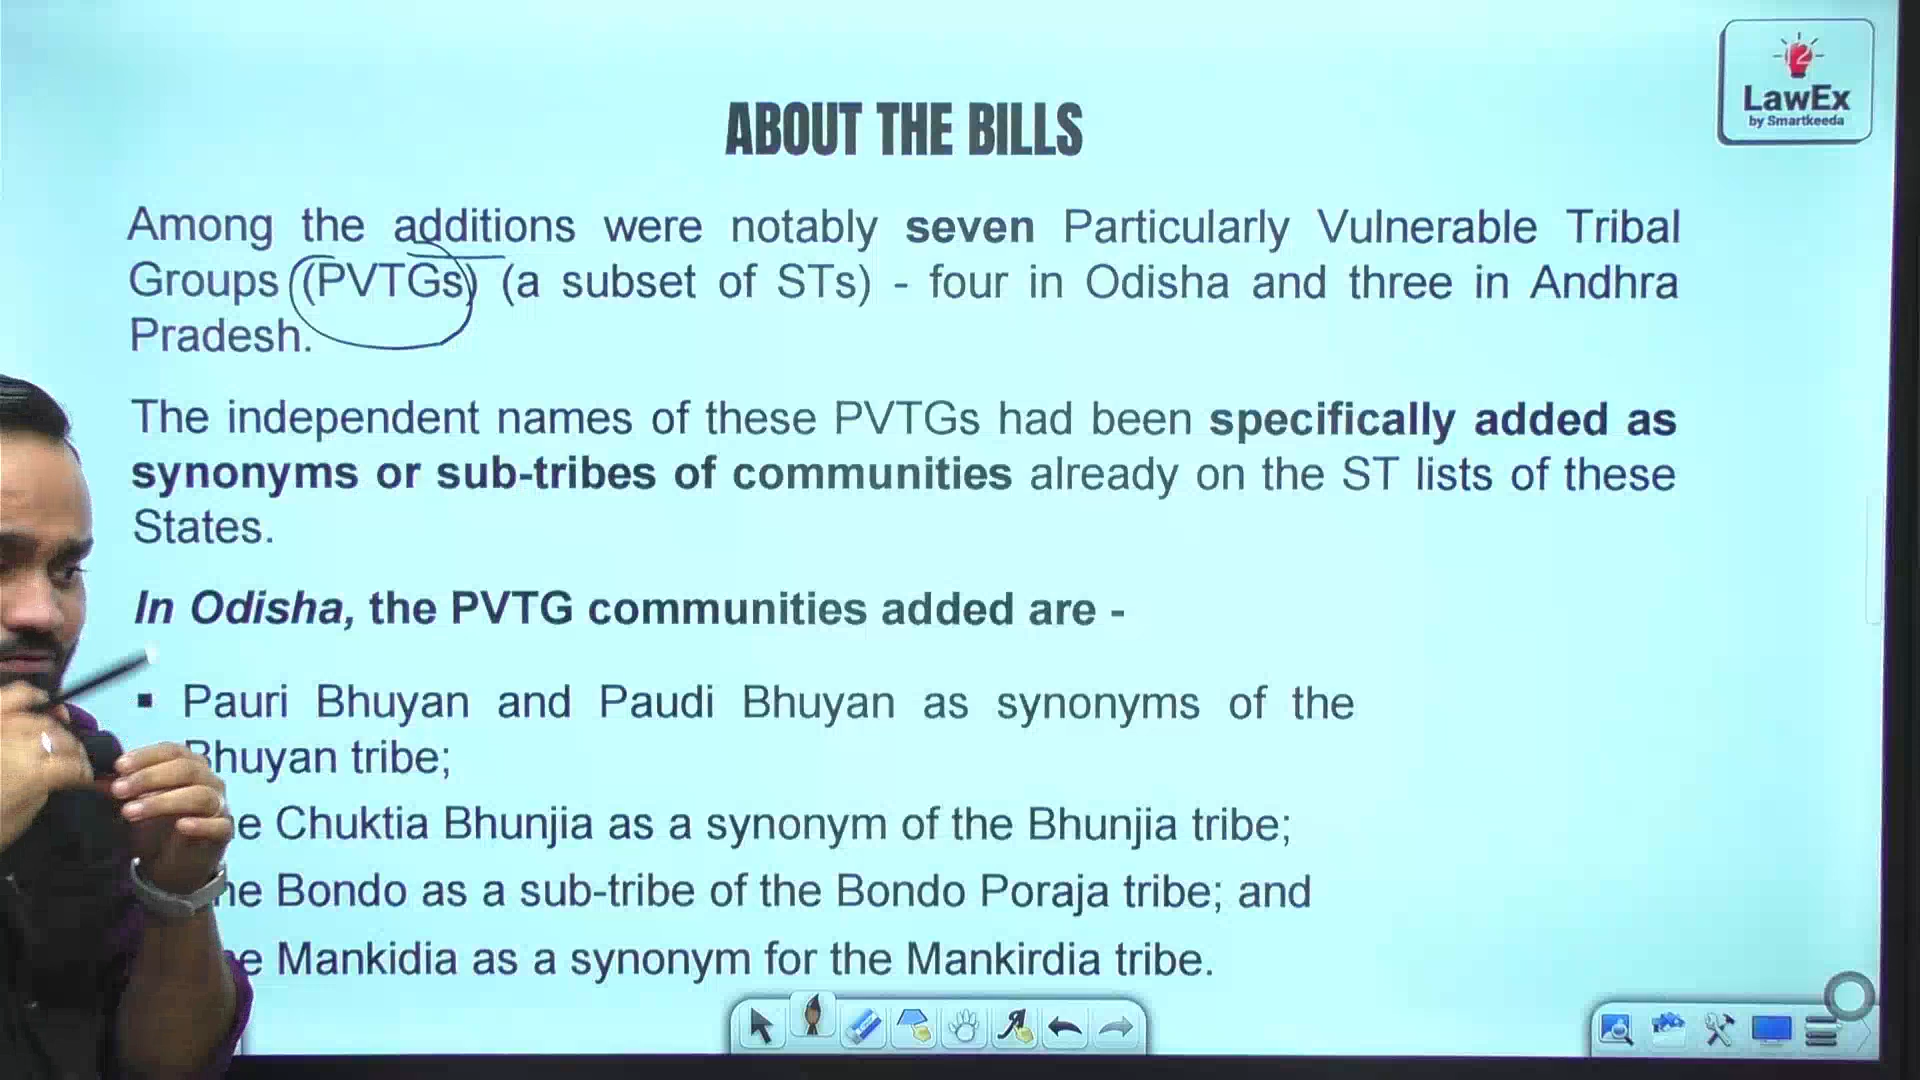 LawEx
by Smartkeeda
ABOUT THE BILLS
Among the additions were notably seven Particularly Vulnerable Tribal
Groups (PVTGs) (a subset of STs) - four in Odisha and three in Andhra
Pradesh.
The independent names of these PVTGs had been specifically added as
synonyms or sub-tribes of communities already on the ST lists of these
States.
In Odisha, the PVTG communities added are -
▪ Pauri Bhuyan and Paudi Bhuyan as synonyms of the
Bhuyan tribe;
Chuktia Bhunjia as a synonym of the Bhunjia tribe;
Bondo as a sub-tribe of the Bondo Poraja tribe; and
Mankidia as a synonym for the Mankirdia tribe.